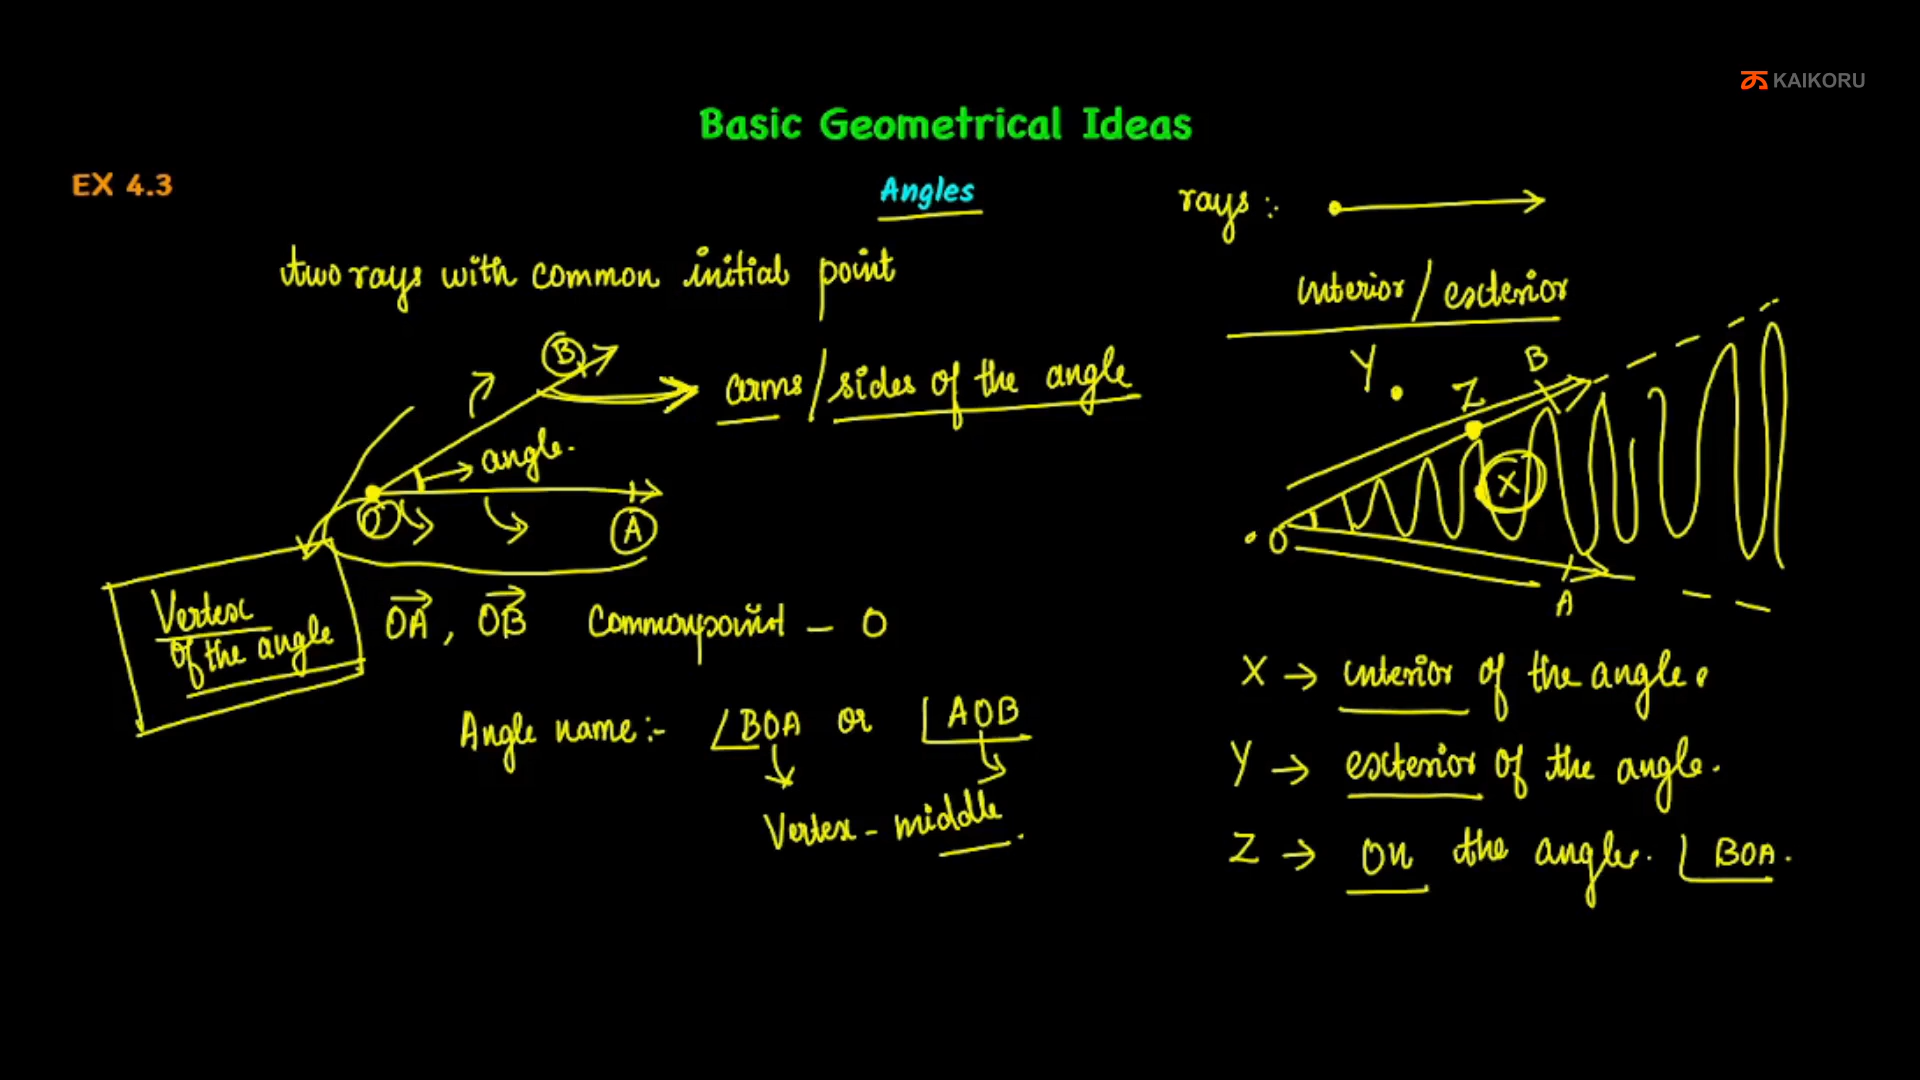 KAIKORU
Basic Geometrical Ideas
EX 4.3
Angles
two rays with common initial point
B
arms / sides of the angle
angle.
O
A
Vertex
of the angle
OA, OB Common point - O
Angle name :- ∠BOA or ∠AOB
Vertex - middle.
rays :
interior / exterior
Y
Z
B
X
O
A
X → interior of the angle.
Y → exterior of the angle.
Z → on the angle. ∠BOA.